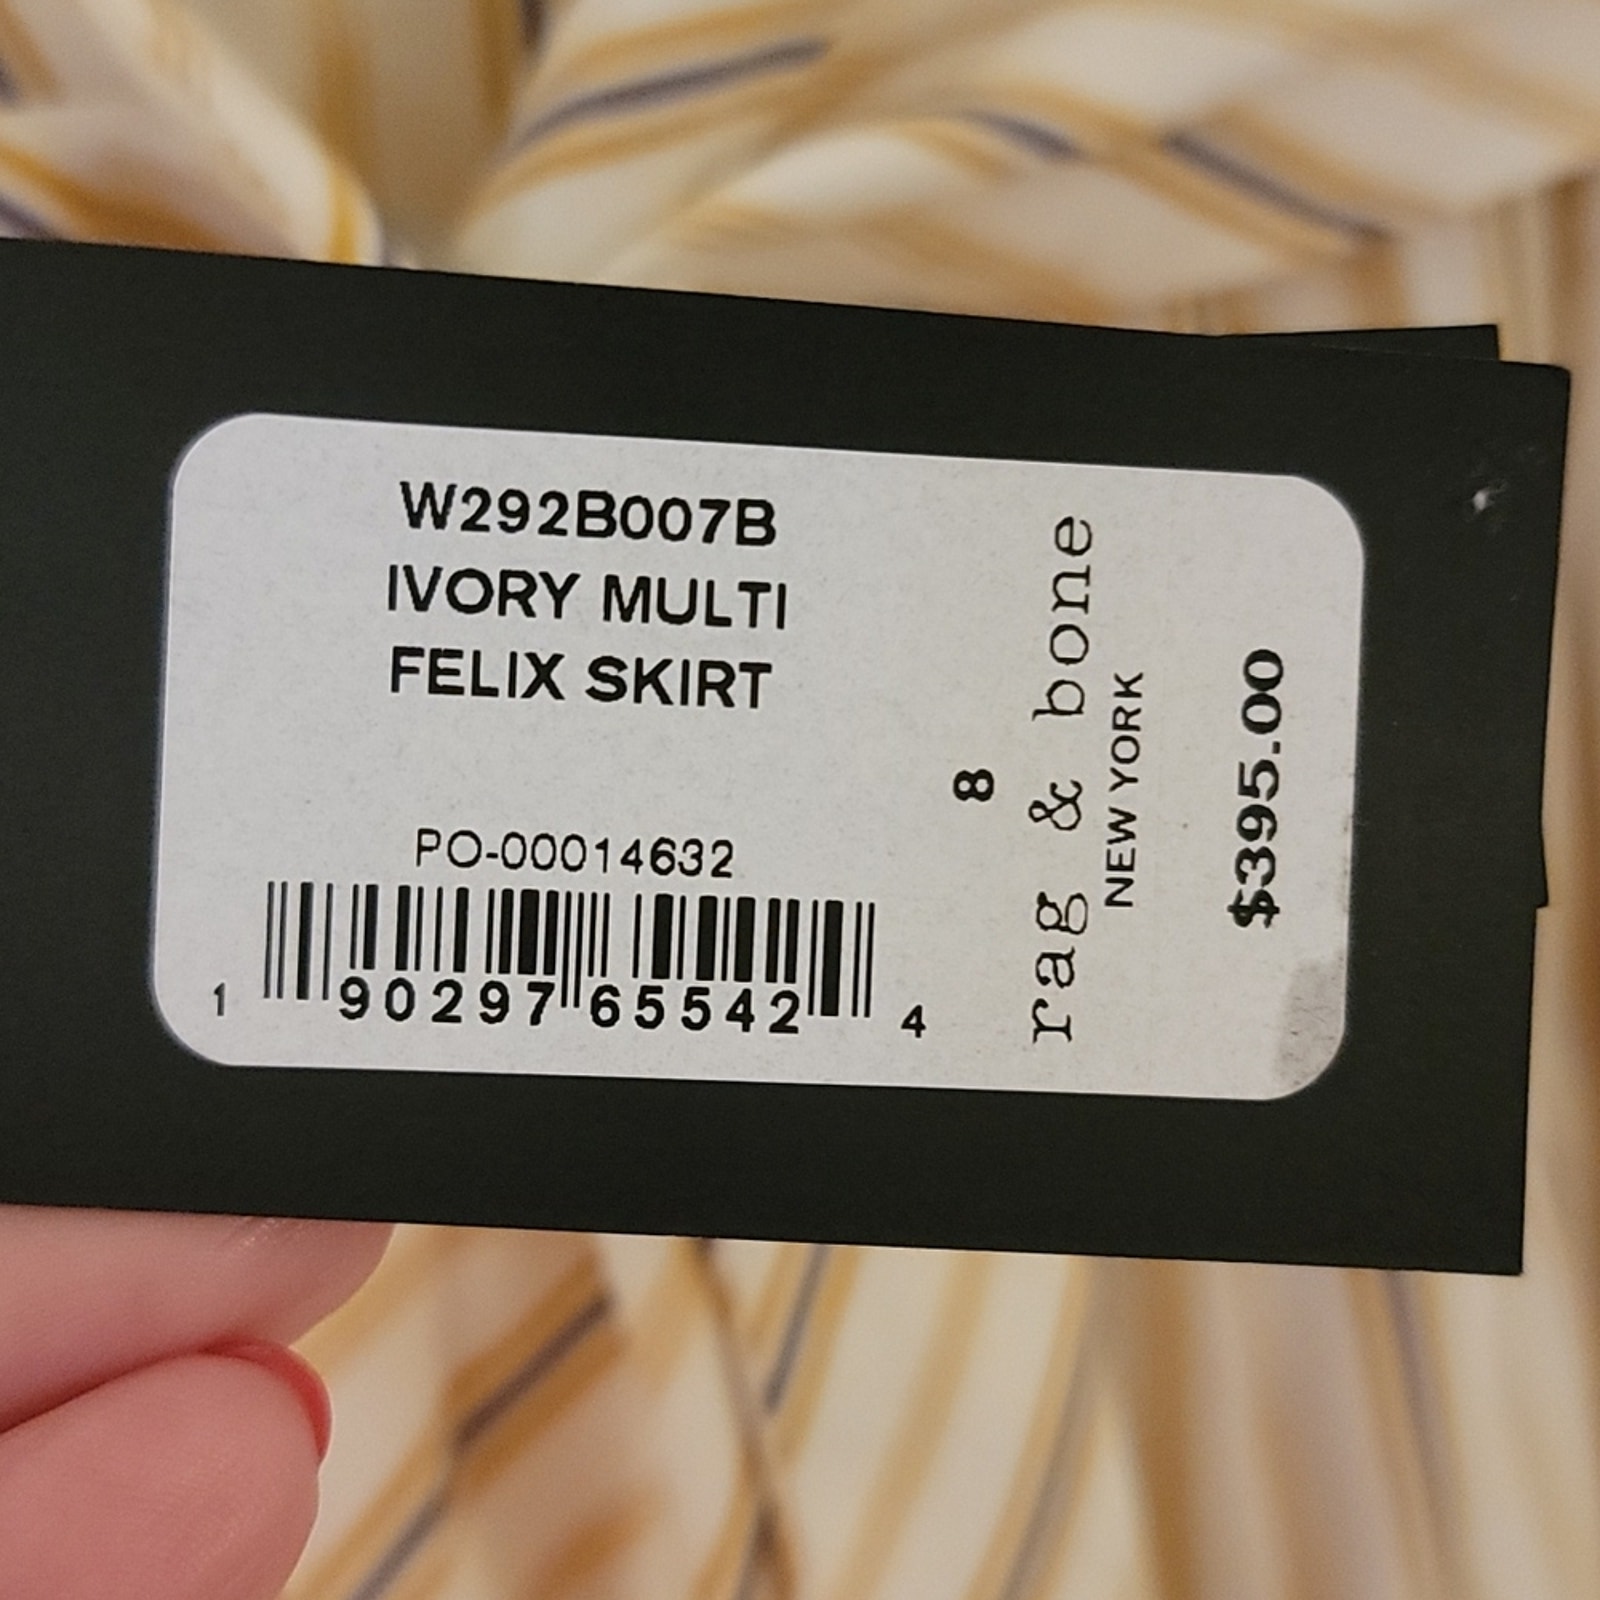 W292B007B
IVORY MULTI
FELIX SKIRT
PO-00014632
1 90297 65542 4
8
rag & bone
NEW YORK
$395.00